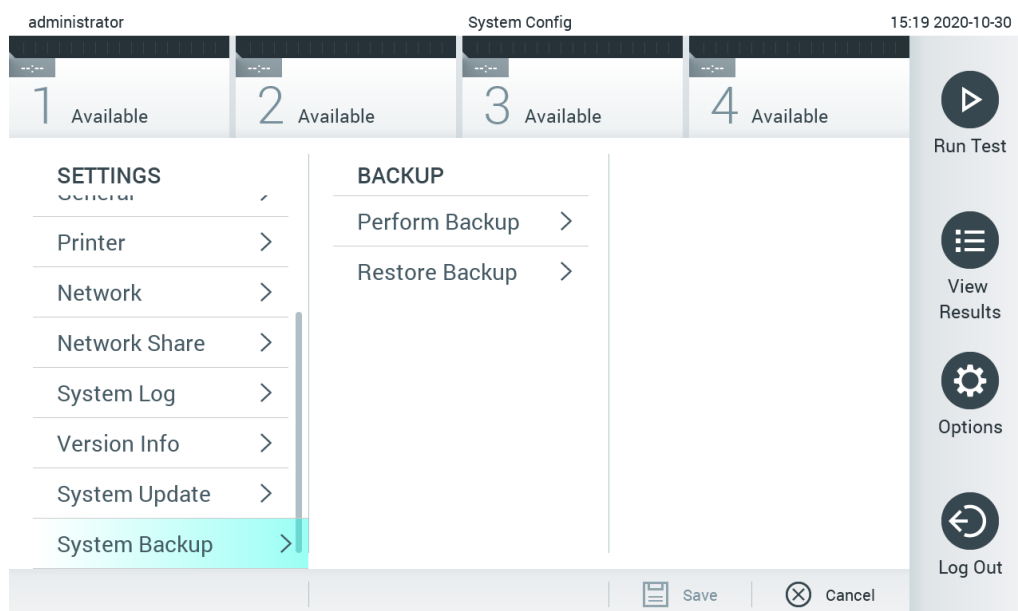 administrator
System Config
15:19 2020-10-30
--:--
--:--
--:--
--:--
1 Available
2 Available
3 Available
4 Available
Run Test
View
Results
Options
Log Out
SETTINGS
General
Printer
Network
Network Share
System Log
Version Info
System Update
System Backup
BACKUP
Perform Backup
Restore Backup
Save
Cancel